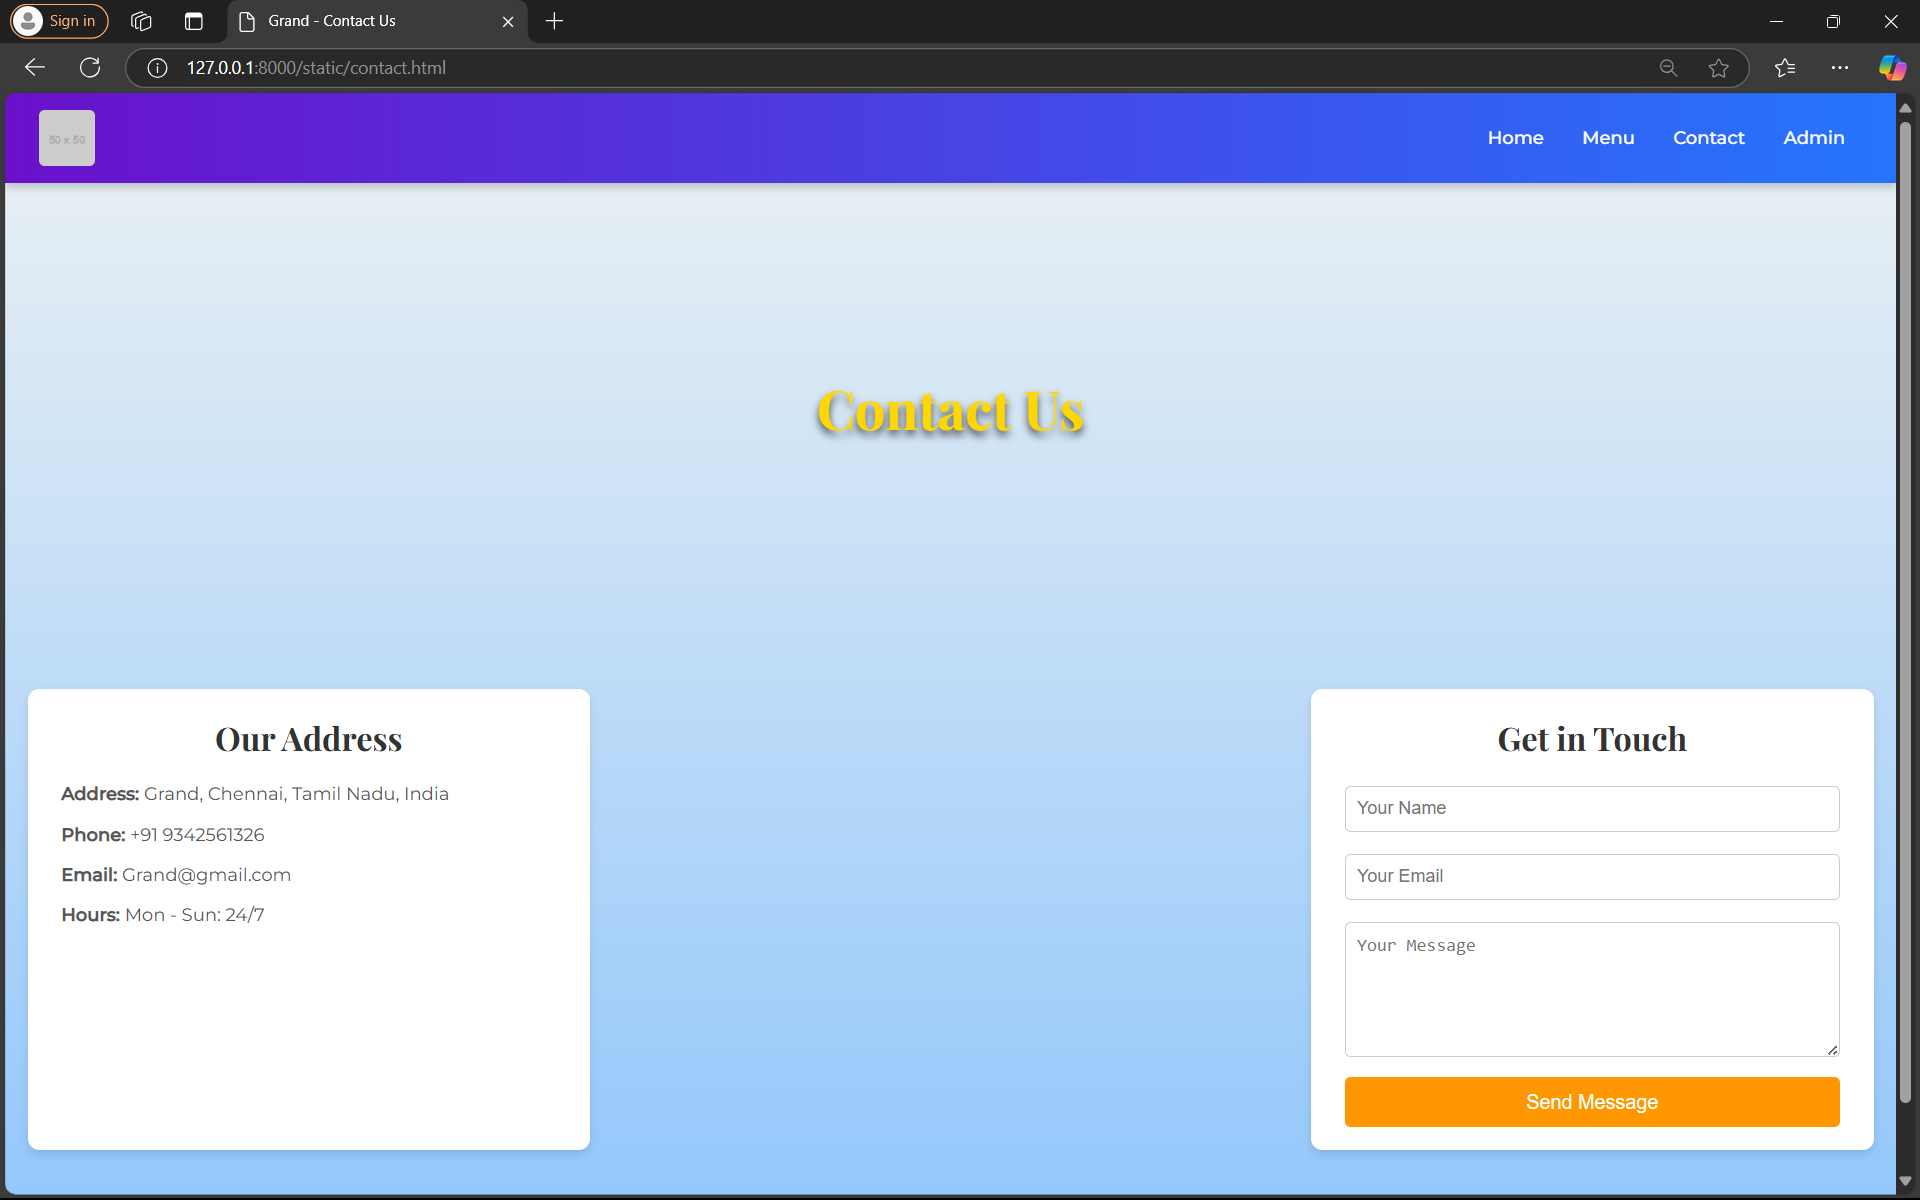 Sign in
Grand - Contact Us
127.0.0.1:8000/static/contact.html
50 x 50
Home Menu Contact Admin
Contact Us
Our Address
Address: Grand, Chennai, Tamil Nadu, India
Phone: +91 9342561326
Email: Grand@gmail.com
Hours: Mon - Sun: 24/7
Get in Touch
Your Name
Your Email
Your Message
Send Message